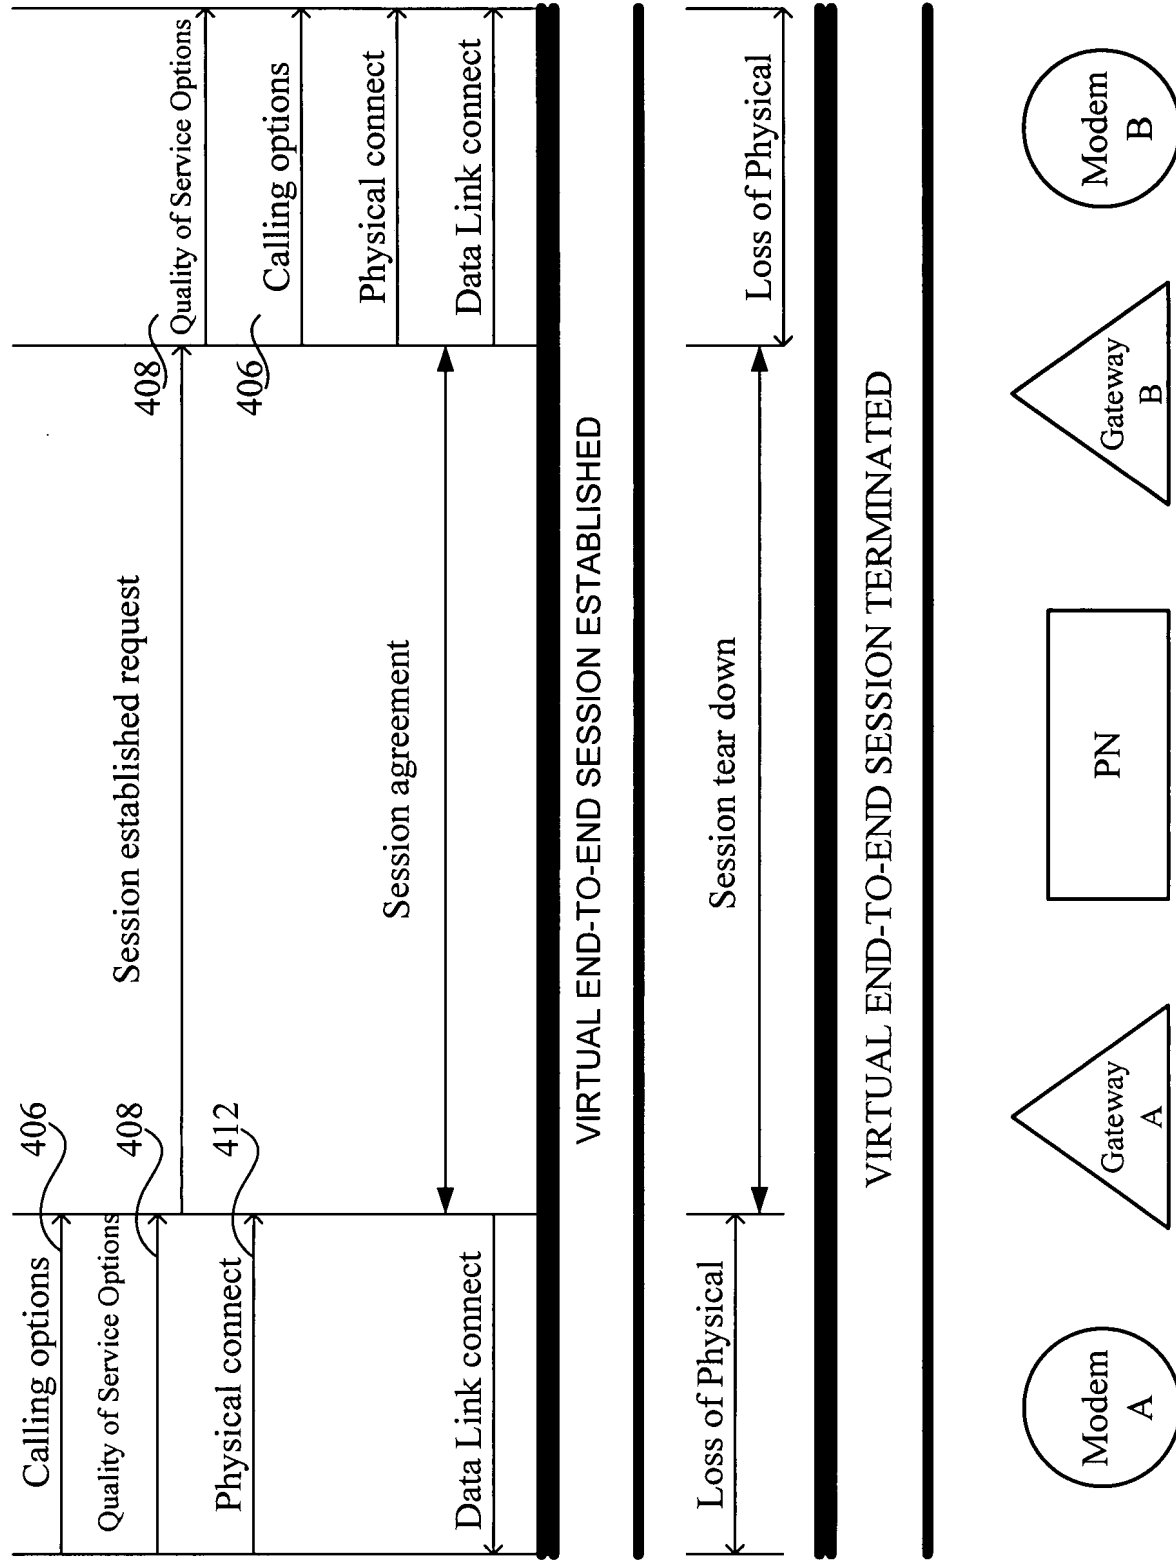 Calling options
406
Quality of Service Options
408
Session established request
408
Quality of Service Options
Physical connect
412
406
Calling options
Physical connect
Session agreement
Data Link connect
Data Link connect
VIRTUAL END-TO-END SESSION ESTABLISHED
Loss of Physical
Session tear down
Loss of Physical
VIRTUAL END-TO-END SESSION TERMINATED
Modem
A
Gateway
A
PN
Gateway
B
Modem
B